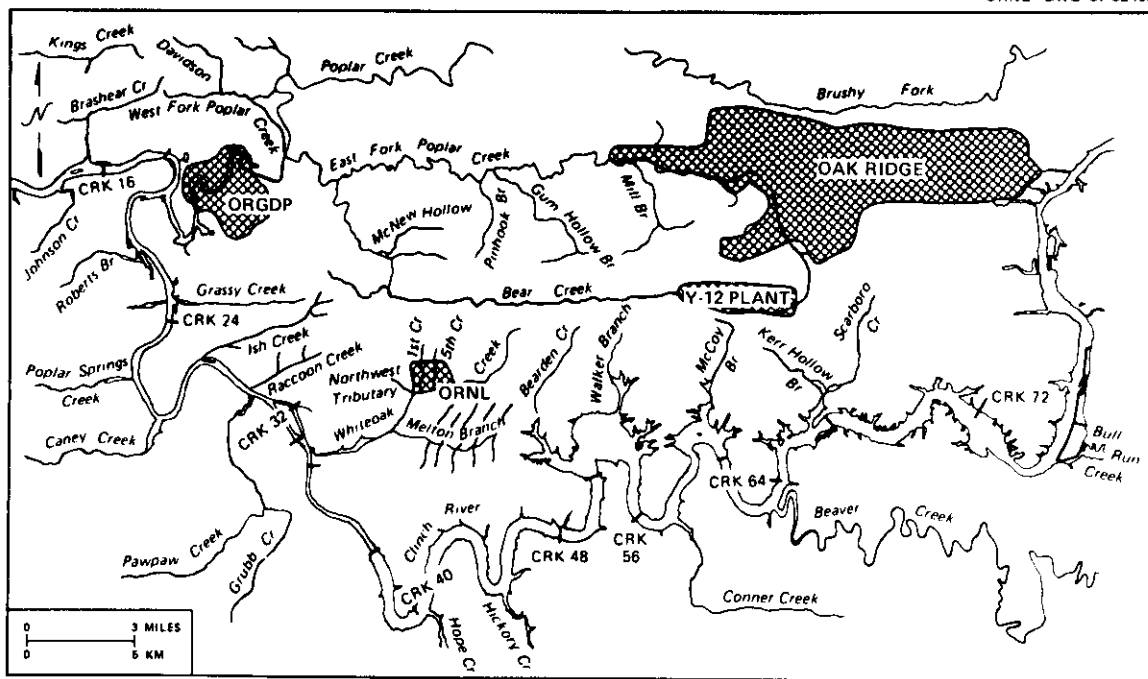 Kings Creek
Davidson
Poplar Creek
Brashear Cr
West Fork Poplar Creek
N
Brushy Fork
East Fork Poplar Creek
OAK RIDGE
CRK 16
ORGDP
Mill Br
Gum Hollow Br
Pinhook Br
McNew Hollow
Johnson Cr
Roberts Br
Bear Creek
Y-12 PLANT
Grassy Creek
CRK 24
Scarboro Cr
Kerr Hollow Br
McCoy Br
Walker Branch
Bearden Cr
1st Cr
5th Cr
Creek
Ish Creek
Raccoon Creek
Northwest Tributary
ORNL
Poplar Springs Creek
CRK 32
Whiteoak
Melton Branch
CRK 72
Caney Creek
Bull Run Creek
CRK 64
Clinch River
Beaver Creek
CRK 48
CRK 56
CRK 40
Pawpaw Creek
Grubb Cr
Conner Creek
Hope Cr
Hickory Cr
0 3 MILES
0 5 KM